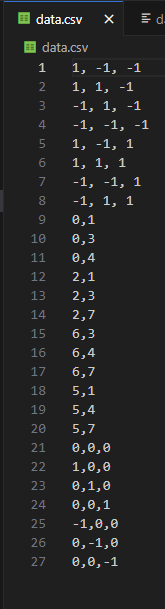 data.csv
d
data.csv
1 1, -1, -1
2 1, 1, -1
3 -1, 1, -1
4 -1, -1, -1
5 1, -1, 1
6 1, 1, 1
7 -1, -1, 1
8 -1, 1, 1
9 0,1
10 0,3
11 0,4
12 2,1
13 2,3
14 2,7
15 6,3
16 6,4
17 6,7
18 5,1
19 5,4
20 5,7
21 0,0,0
22 1,0,0
23 0,1,0
24 0,0,1
25 -1,0,0
26 0,-1,0
27 0,0,-1